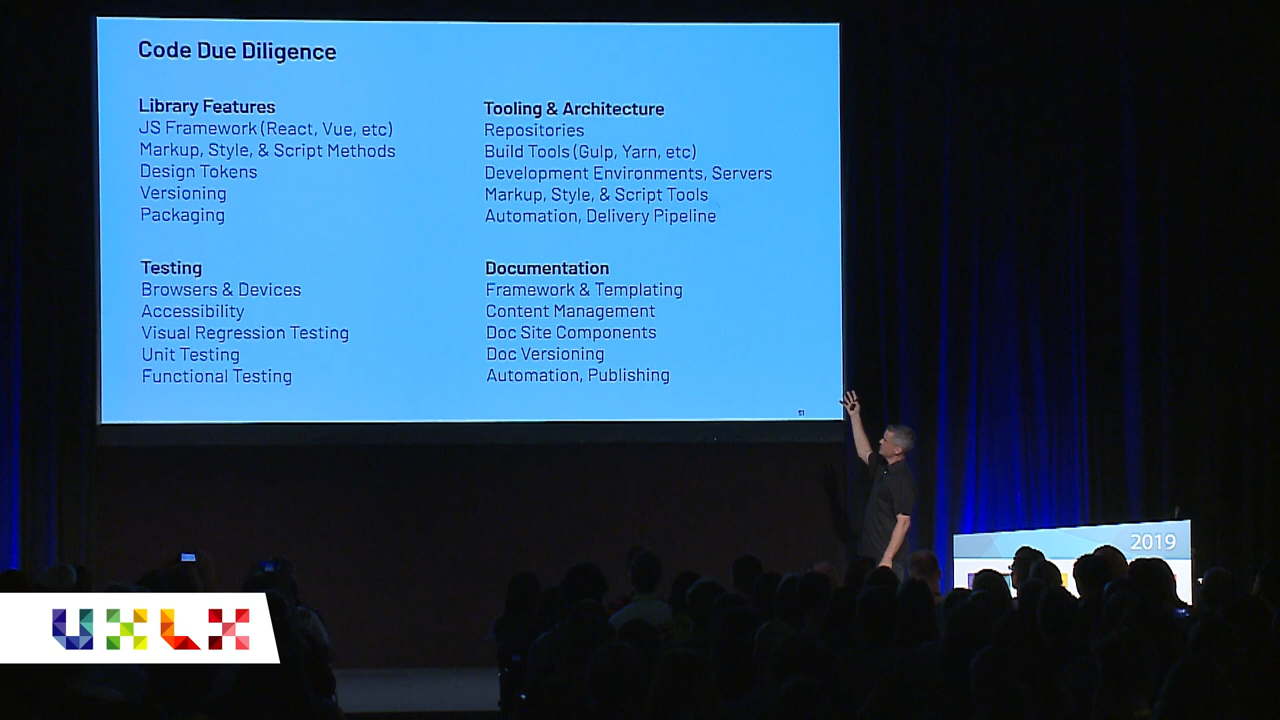 Code Due Diligence
Library Features
JS Framework (React, Vue, etc)
Markup, Style, & Script Methods
Design Tokens
Versioning
Packaging
Tooling & Architecture
Repositories
Build Tools (Gulp, Yarn, etc)
Development Environments, Servers
Markup, Style, & Script Tools
Automation, Delivery Pipeline
Testing
Browsers & Devices
Accessibility
Visual Regression Testing
Unit Testing
Functional Testing
Documentation
Framework & Templating
Content Management
Doc Site Components
Doc Versioning
Automation, Publishing
51
2019
UXLX